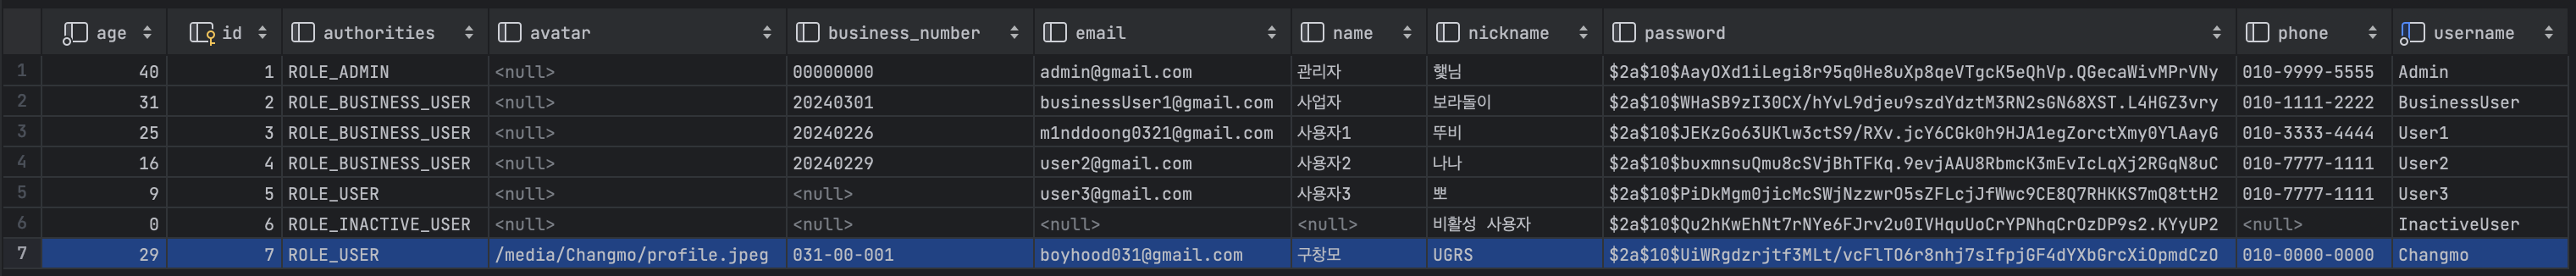 age id authorities avatar business_number email name nickname password phone username
1 40 1 ROLE_ADMIN <null> 00000000 admin@gmail.com 관리자 햋님 $2a$10$AayOXd1iLegi8r95q0He8uXp8qeVTgcK5eQhVp.QGecaWivMPrVNy 010-9999-5555 Admin
2 31 2 ROLE_BUSINESS_USER <null> 20240301 businessUser1@gmail.com 사업자 보라돌이 $2a$10$WHaSB9zI30CX/hYvL9djeu9szdYdztM3RN2sGN68XST.L4HGZ3vry 010-1111-2222 BusinessUser
3 25 3 ROLE_BUSINESS_USER <null> 20240226 m1nddoong0321@gmail.com 사용자1 뚜비 $2a$10$JEKzGo63UKlw3ctS9/RXv.jcY6CGk0h9HJA1egZorctXmy0YlAayG 010-3333-4444 User1
4 16 4 ROLE_BUSINESS_USER <null> 20240229 user2@gmail.com 사용자2 나나 $2a$10$buxmnsuQmu8cSVjBhTFKq.9evjAAU8RbmcK3mEvIcLqXj2RGqN8uC 010-7777-1111 User2
5 9 5 ROLE_USER <null> <null> user3@gmail.com 사용자3 뽀 $2a$10$PiDkMgm0jicMcSWjNzzwrO5sZFLcjJfWwc9CE8Q7RHKKS7mQ8ttH2 010-7777-1111 User3
6 0 6 ROLE_INACTIVE_USER <null> <null> <null> <null> 비활성 사용자 $2a$10$Qu2hKwEhNt7rNYe6FJrv2u0IVHquUoCrYPNhqCrOzDP9s2.KYyUP2 <null> InactiveUser
7 29 7 ROLE_USER /media/Changmo/profile.jpeg 031-00-001 boyhood031@gmail.com 구창모 UGRS $2a$10$UiWRgdzrjtf3MLt/vcFlTO6r8nhj7sIfpjGF4dYXbGrcXiOpmdCzO 010-0000-0000 Changmo